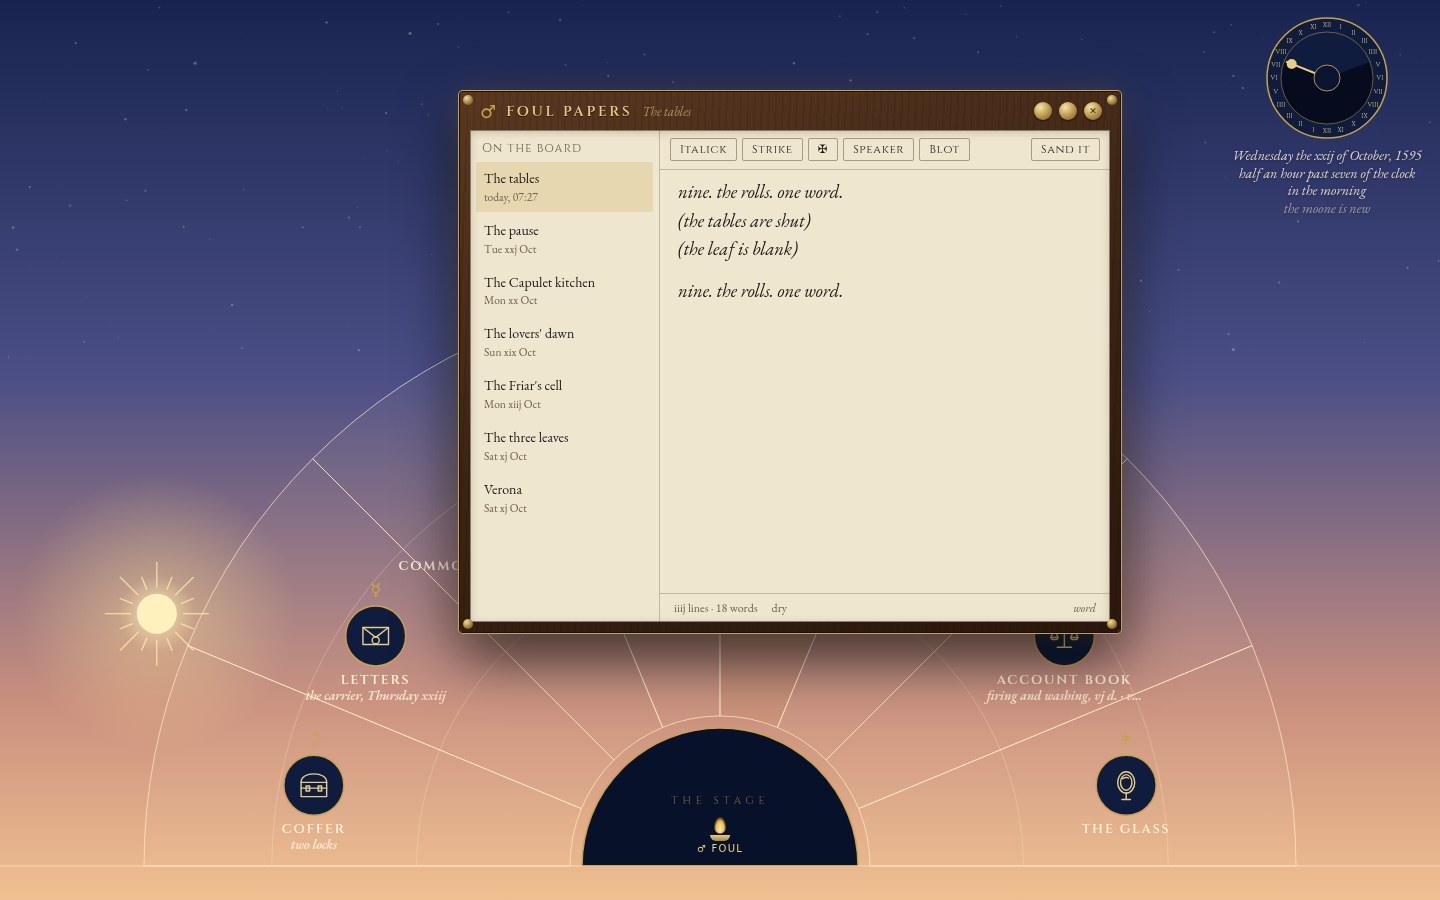 XII
Wednesday the xxij of October, 1595
half an hour past seven of the clock
in the morning
the moone is new
♂ FOUL PAPERS The tables
ON THE BOARD
The tables
today, 07:27
The pause
Tue xxj Oct
The Capulet kitchen
Mon xx Oct
The lovers' dawn
Sun xix Oct
The Friar's cell
Mon xiij Oct
The three leaves
Sat xj Oct
Verona
Sat xj Oct
ITALICK STRIKE ✠ SPEAKER BLOT SAND IT
nine. the rolls. one word.
(the tables are shut)
(the leaf is blank)
nine. the rolls. one word.
iiij lines · 18 words dry word
COMMO
LETTERS
the carrier, Thursday xxiij
COFFER
two locks
THE STAGE
♂ FOUL
ACCOUNT BOOK
firing and washing, vj d. · v...
THE GLASS